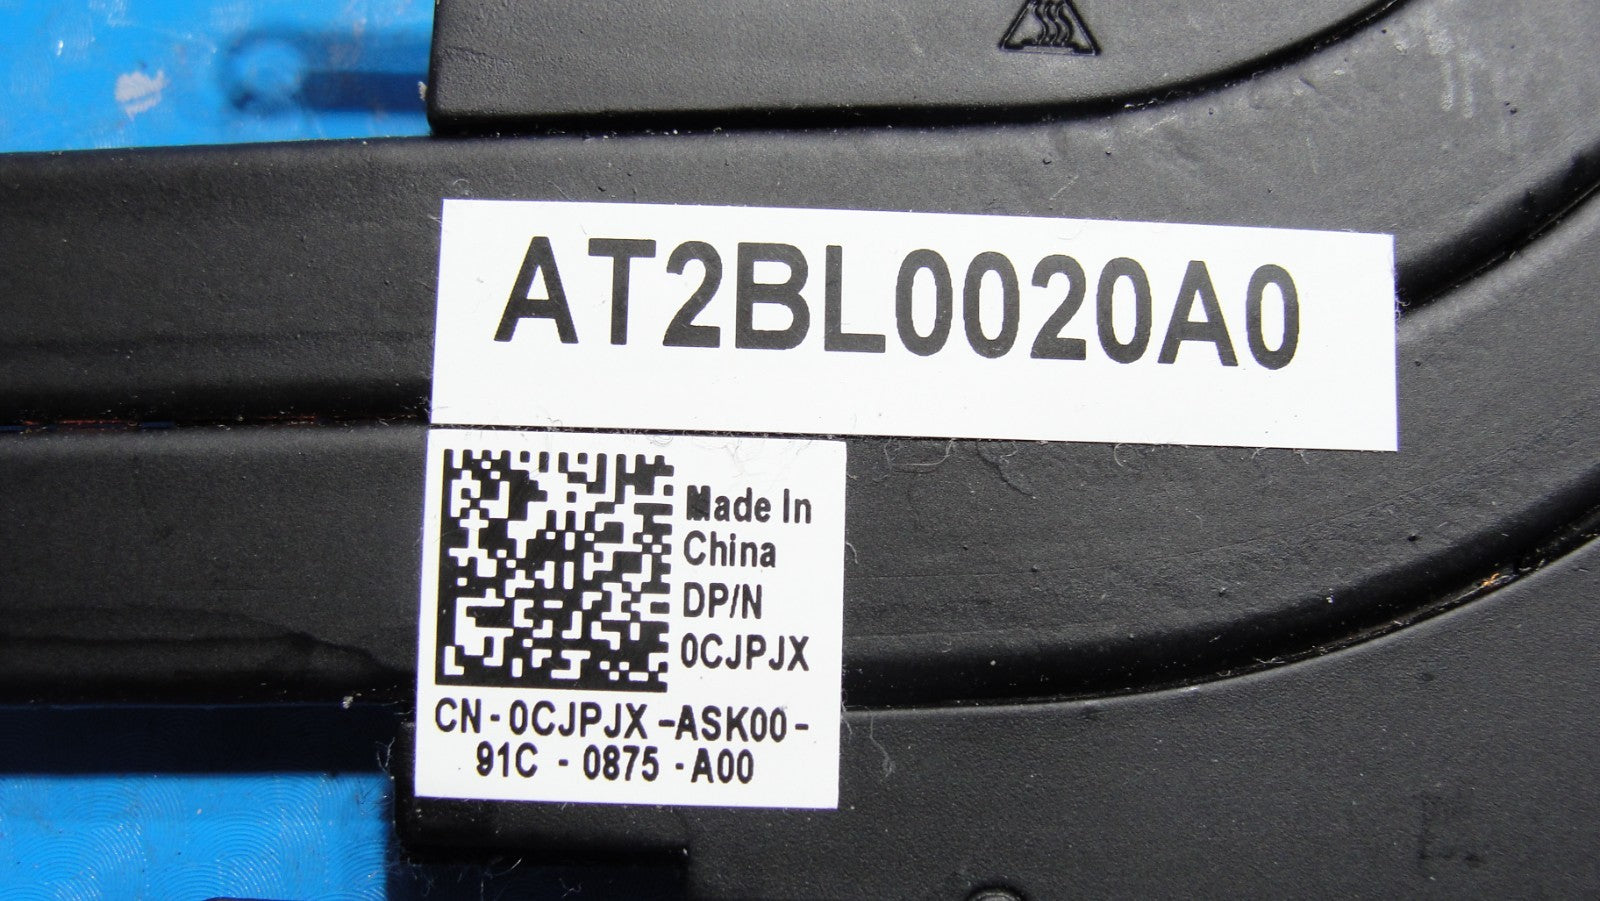 AT2BL0020A0
Made In
China
DP/N
0CJPJX
CN-0CJPJX-ASK00-
91C - 0875 - A00